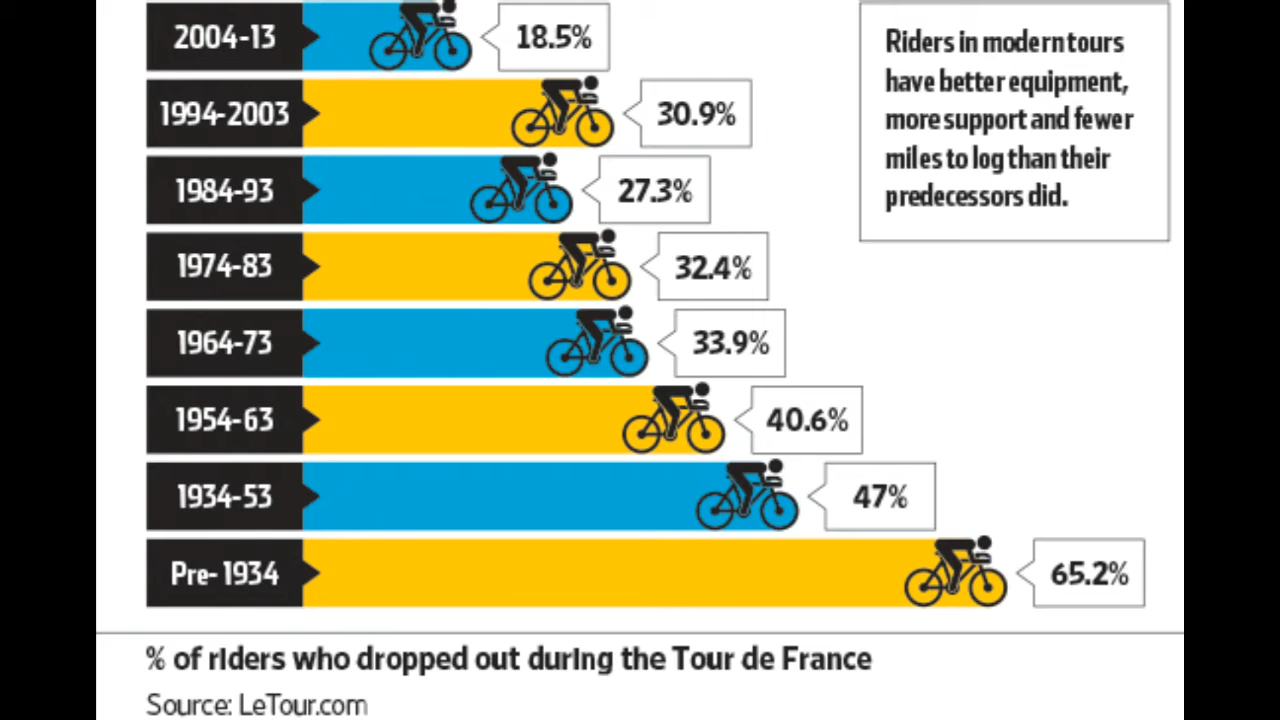 2004-13
18.5%
1994-2003
30.9%
1984-93
27.3%
1974-83
32.4%
1964-73
33.9%
1954-63
40.6%
1934-53
47%
Pre- 1934
65.2%
Riders in modern tours
have better equipment,
more support and fewer
miles to log than their
predecessors did.
% of riders who dropped out during the Tour de France
Source: LeTour.com